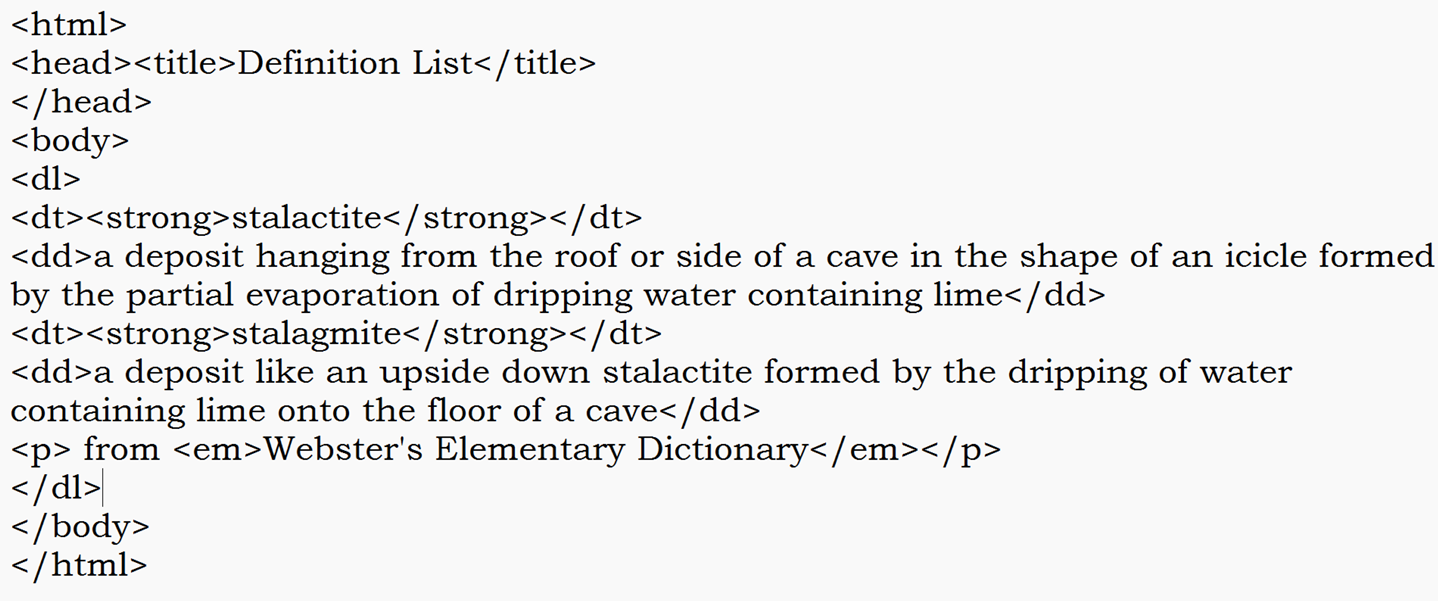 <html>
<head><title>Definition List</title>
</head>
<body>
<dl>
<dt><strong>stalactite</strong></dt>
<dd>a deposit hanging from the roof or side of a cave in the shape of an icicle formed
by the partial evaporation of dripping water containing lime</dd>
<dt><strong>stalagmite</strong></dt>
<dd>a deposit like an upside down stalactite formed by the dripping of water
containing lime onto the floor of a cave</dd>
<p> from <em>Webster's Elementary Dictionary</em></p>
</dl>
</body>
</html>